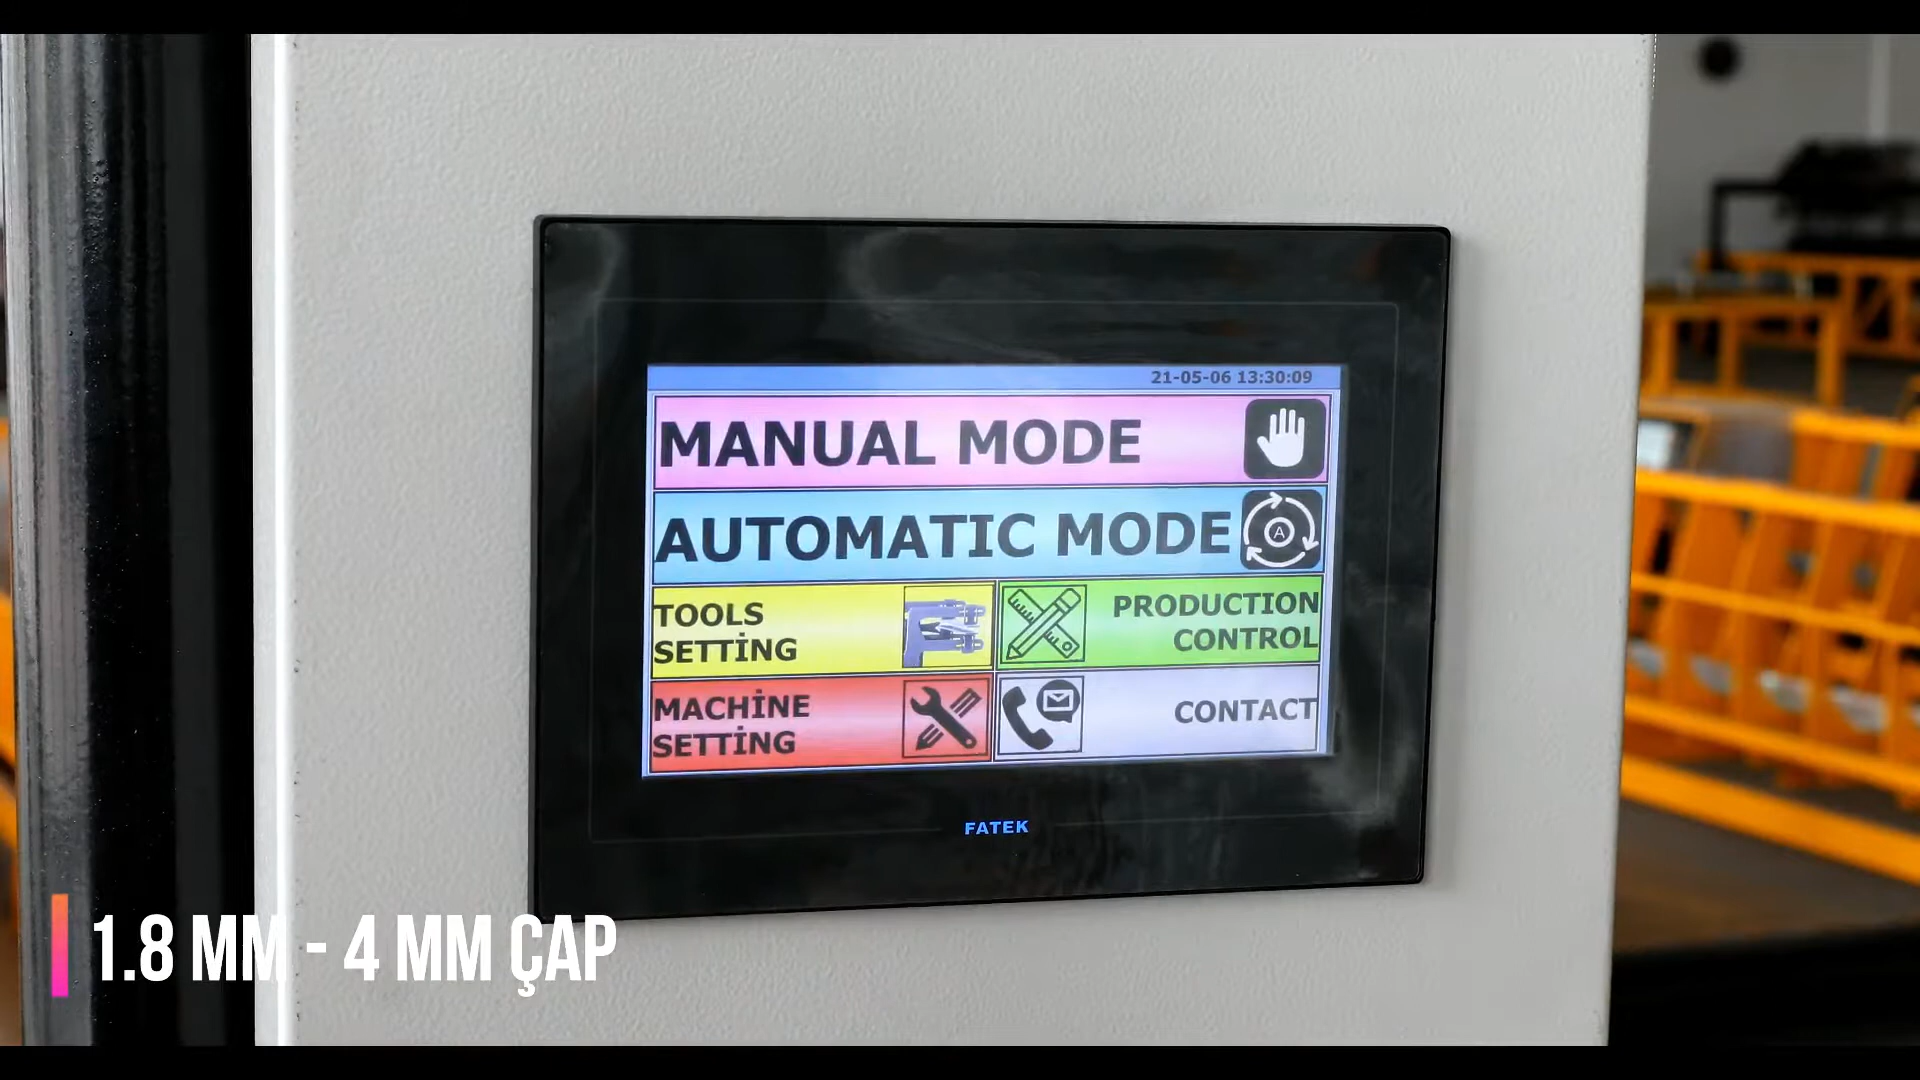 21-05-06 13:30:09
MANUAL MODE
AUTOMATIC MODE
A
TOOLS
SETTİNG
PRODUCTION
CONTROL
MACHİNE
SETTİNG
CONTACT
FATEK
1.8 MM - 4 MM ÇAP